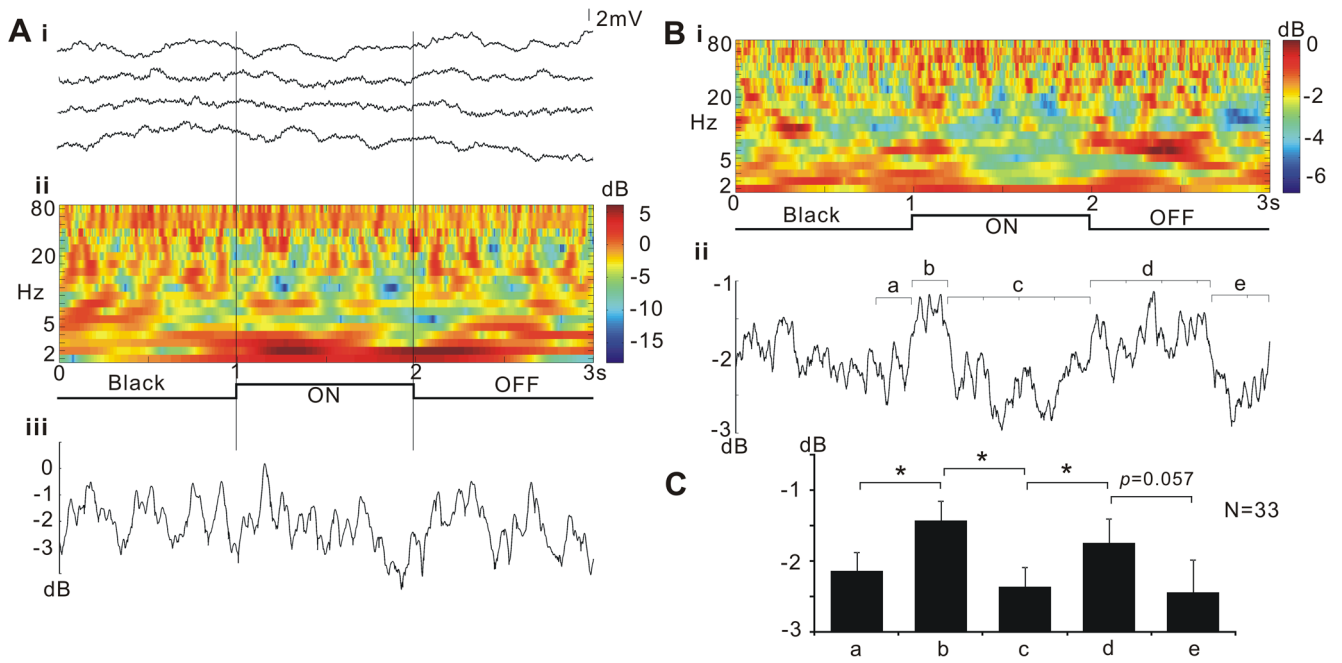 A i
2mV
ii
dB
80
20
Hz
5
2
5
0
-5
-10
-15
0 1 2 3s
Black ON OFF
iii
0
-1
-2
-3
dB
B i
dB
80
20
Hz
5
2
0
-2
-4
-6
0 1 2 3s
Black ON OFF
ii
-1
-2
-3
dB
a b c d e
C
dB
-1
-2
-3
* * * p=0.057
N=33
a b c d e